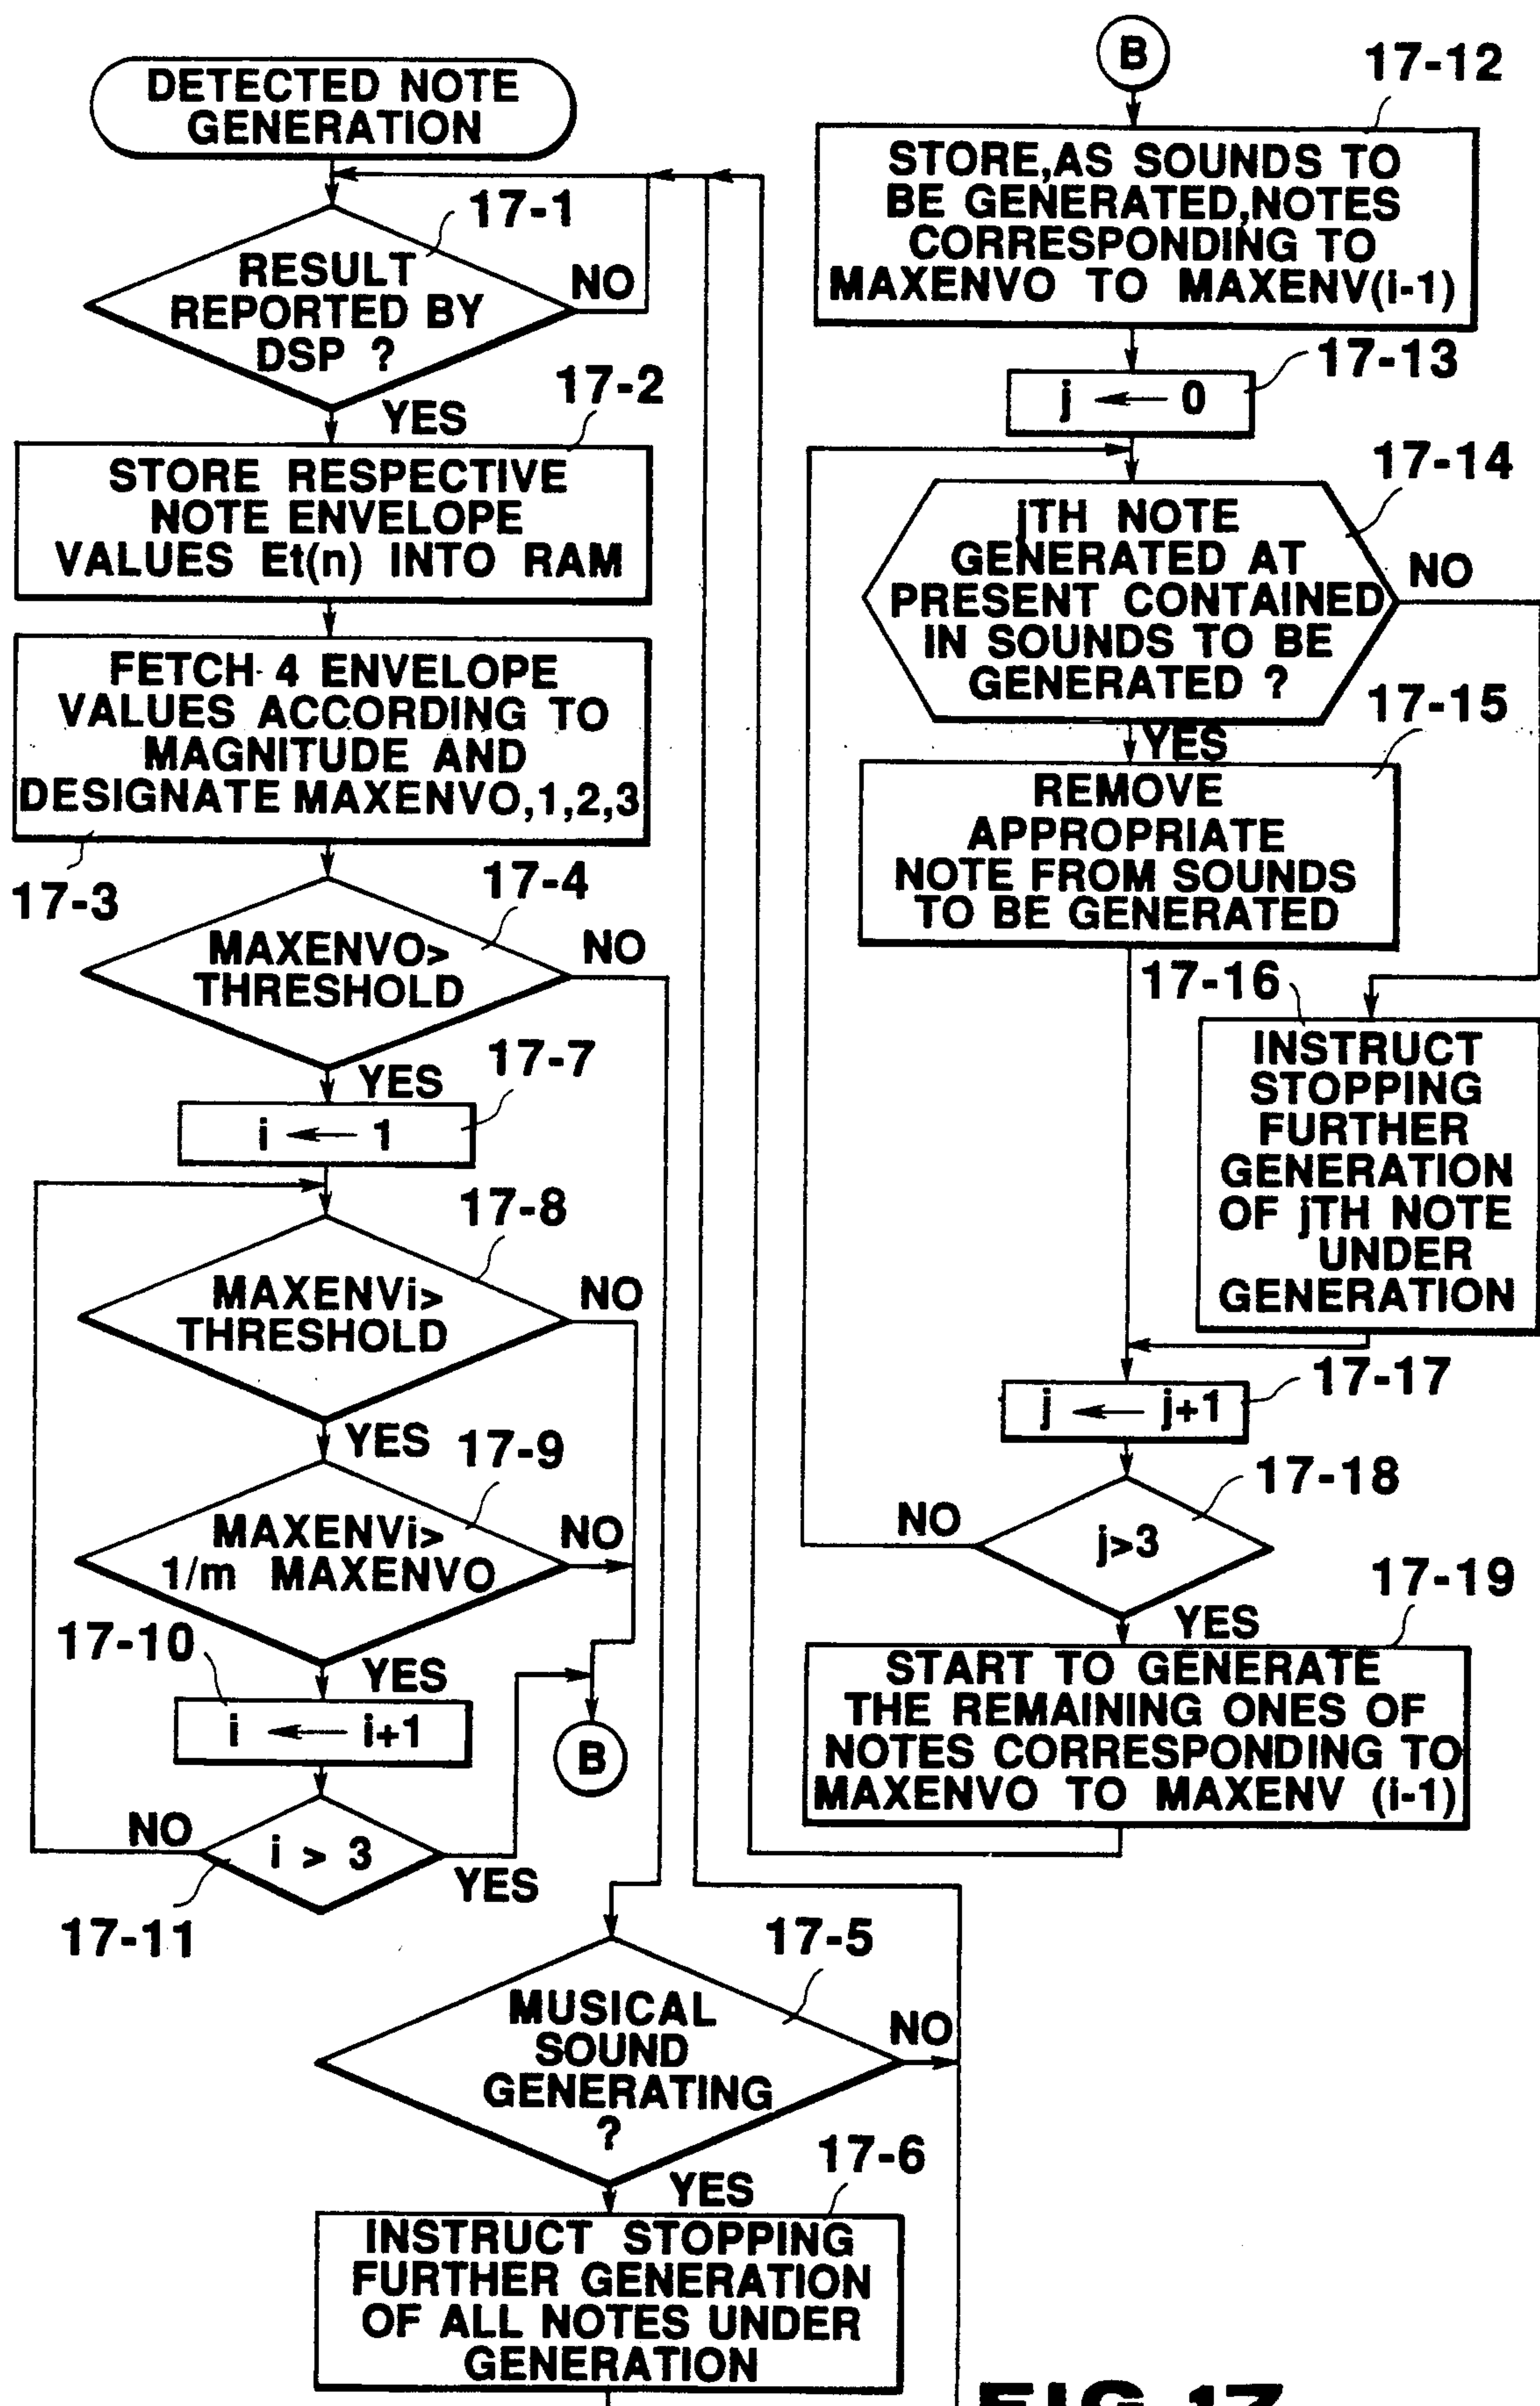 DETECTED NOTE
GENERATION
17-1
RESULT
REPORTED BY
DSP ?
NO
YES
17-2
STORE RESPECTIVE
NOTE ENVELOPE
VALUES Et(n) INTO RAM
FETCH 4 ENVELOPE
VALUES ACCORDING TO
MAGNITUDE AND
DESIGNATE MAXENVO,1,2,3
17-3
17-4
MAXENVO>
THRESHOLD
NO
YES
17-7
i ← 1
17-8
MAXENVi>
THRESHOLD
NO
YES
17-9
MAXENVi>
1/m MAXENVO
NO
17-10
YES
i ← i+1
B
NO
i > 3
YES
17-11
17-5
MUSICAL
SOUND
GENERATING
?
NO
17-6
YES
INSTRUCT STOPPING
FURTHER GENERATION
OF ALL NOTES UNDER
GENERATION
B
17-12
STORE,AS SOUNDS TO
BE GENERATED,NOTES
CORRESPONDING TO
MAXENVO TO MAXENV(i-1)
17-13
j ← 0
17-14
jTH NOTE
GENERATED AT
PRESENT CONTAINED
IN SOUNDS TO BE
GENERATED ?
NO
17-15
YES
REMOVE
APPROPRIATE
NOTE FROM SOUNDS
TO BE GENERATED
17-16
INSTRUCT
STOPPING
FURTHER
GENERATION
OF jTH NOTE
UNDER
GENERATION
17-17
j ← j+1
17-18
NO
j>3
17-19
YES
START TO GENERATE
THE REMAINING ONES OF
NOTES CORRESPONDING TO
MAXENVO TO MAXENV (i-1)
FIG.17